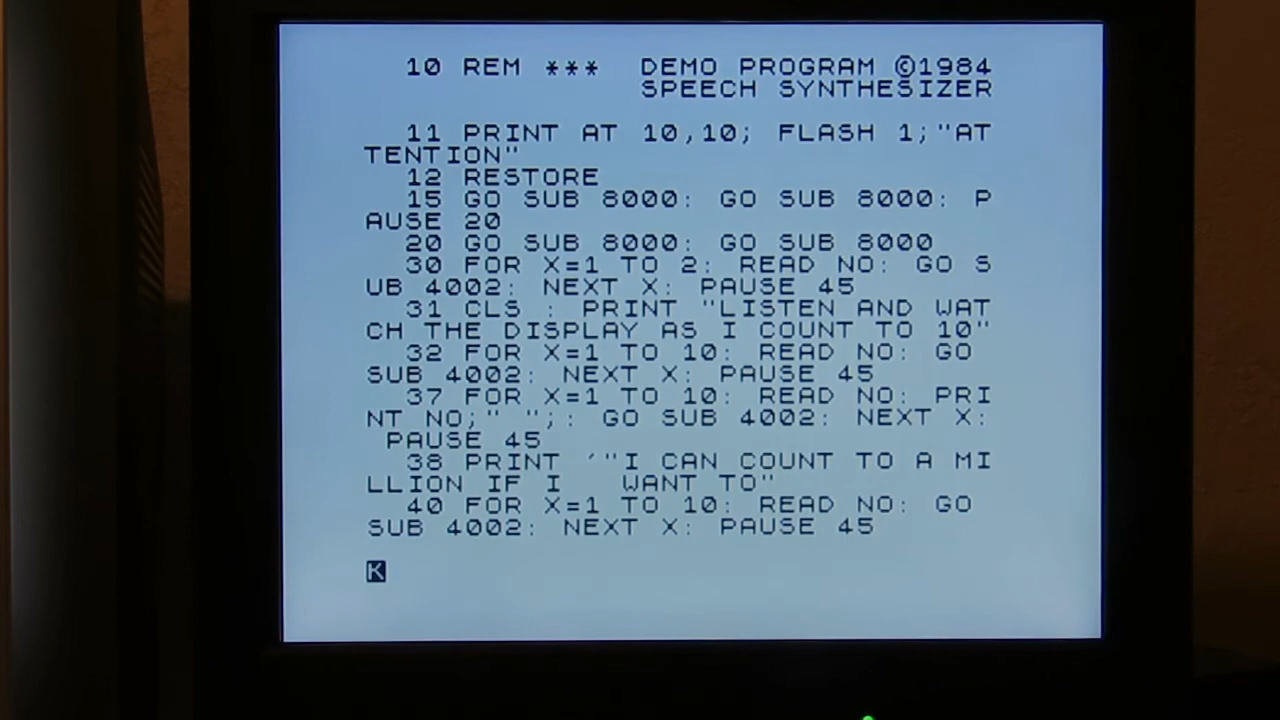 10 REM *** DEMO PROGRAM ©1984
SPEECH SYNTHESIZER
11 PRINT AT 10,10; FLASH 1;"AT
TENTION"
12 RESTORE
15 GO SUB 8000: GO SUB 8000: P
AUSE 20
20 GO SUB 8000: GO SUB 8000
30 FOR X=1 TO 2: READ NO: GO S
UB 4002: NEXT X: PAUSE 45
31 CLS : PRINT "LISTEN AND WAT
CH THE DISPLAY AS I COUNT TO 10"
32 FOR X=1 TO 10: READ NO: GO
SUB 4002: NEXT X: PAUSE 45
37 FOR X=1 TO 10: READ NO: PRI
NT NO;" ";: GO SUB 4002: NEXT X:
PAUSE 45
38 PRINT '"I CAN COUNT TO A MI
LLION IF I WANT TO"
40 FOR X=1 TO 10: READ NO: GO
SUB 4002: NEXT X: PAUSE 45
K